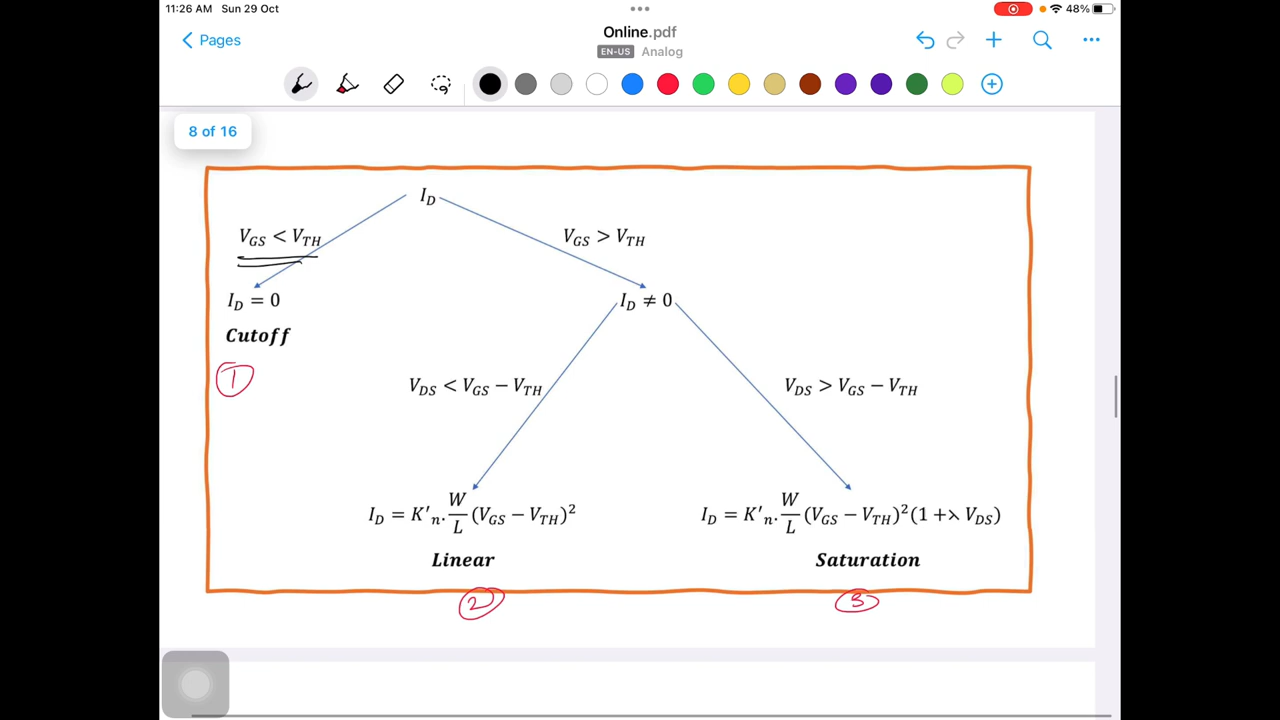 11:26 AM Sun 29 Oct
48%
Pages
Online.pdf
EN-US Analog
8 of 16
I_D
V_GS < V_TH
V_GS > V_TH
I_D = 0
I_D ≠ 0
Cutoff
1
V_DS < V_GS − V_TH
V_DS > V_GS − V_TH
I_D = K'_n. W/L (V_GS − V_TH)²
I_D = K'_n. W/L (V_GS − V_TH)² (1 +λ V_DS)
Linear
Saturation
2
3